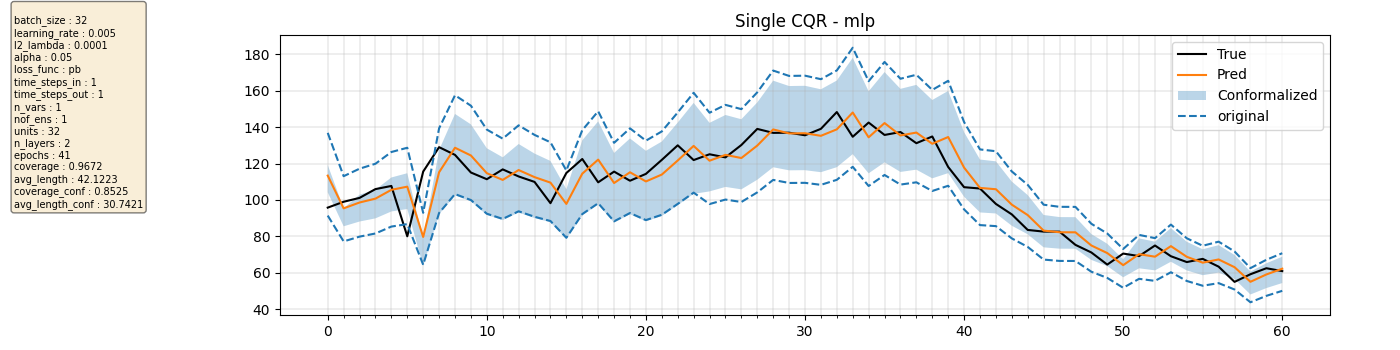 batch_size : 32
learning_rate : 0.005
l2_lambda : 0.0001
alpha : 0.05
loss_func : pb
time_steps_in : 1
time_steps_out : 1
n_vars : 1
nof_ens : 1
units : 32
n_layers : 2
epochs : 41
coverage : 0.9672
avg_length : 42.1223
coverage_conf : 0.8525
avg_length_conf : 30.7421
Single CQR - mlp
180
160
140
120
100
80
60
40
True
Pred
Conformalized
original
0 10 20 30 40 50 60